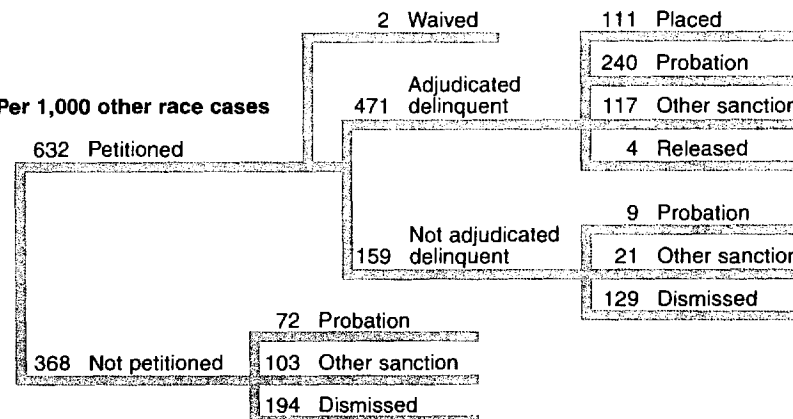 2 Waived
111 Placed
240 Probation
Per 1,000 other race cases
471 Adjudicated
delinquent
117 Other sanction
632 Petitioned
4 Released
9 Probation
159 Not adjudicated
delinquent
21 Other sanction
129 Dismissed
72 Probation
368 Not petitioned
103 Other sanction
194 Dismissed